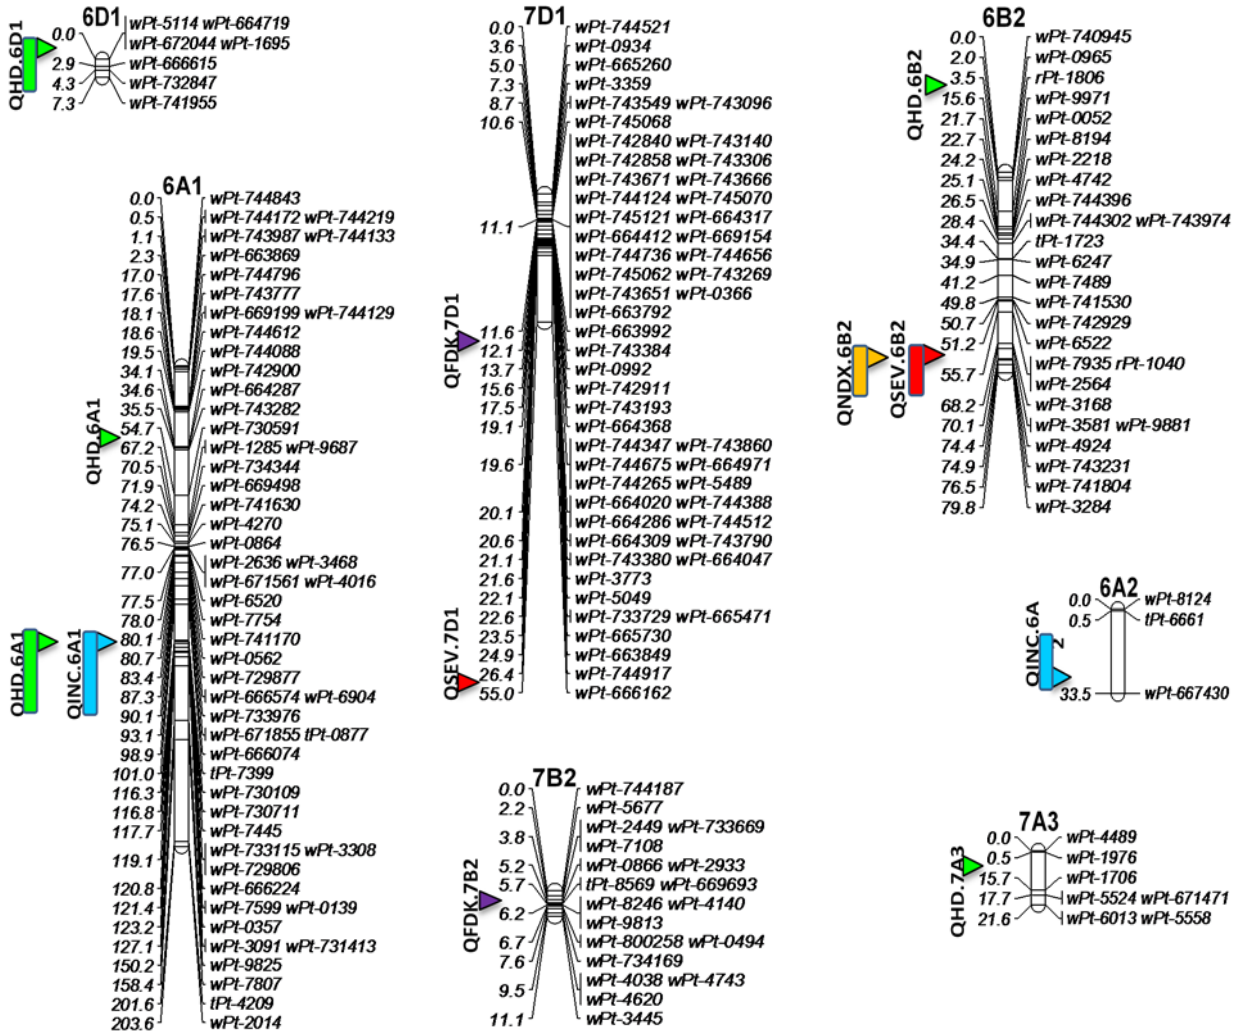 6D1
QHD.6D1
0.0 wPt-5114 wPt-664719
wPt-672044 wPt-1695
2.9 wPt-666615
4.3 wPt-732847
7.3 wPt-741955
6A1
QHD.6A1
QHD.6A1
QINC.6A1
0.0 wPt-744843
0.5 wPt-744172 wPt-744219
1.1 wPt-743987 wPt-744133
2.3 wPt-663869
17.0 wPt-744796
17.6 wPt-743777
18.1 wPt-669199 wPt-744129
18.6 wPt-744612
19.5 wPt-744088
34.1 wPt-742900
34.6 wPt-664287
35.5 wPt-743282
54.7 wPt-730591
67.2 wPt-1285 wPt-9687
70.5 wPt-734344
71.9 wPt-669498
74.2 wPt-741630
75.1 wPt-4270
76.5 wPt-0864
77.0 wPt-2636 wPt-3468
wPt-671561 wPt-4016
77.5 wPt-6520
78.0 wPt-7754
80.1 wPt-741170
80.7 wPt-0562
83.4 wPt-729877
87.3 wPt-666574 wPt-6904
90.1 wPt-733976
93.1 wPt-671855 tPt-0877
98.9 wPt-666074
101.0 tPt-7399
116.3 wPt-730109
116.8 wPt-730711
117.7 wPt-7445
119.1 wPt-733115 wPt-3308
wPt-729806
120.8 wPt-666224
121.4 wPt-7599 wPt-0139
123.2 wPt-0357
127.1 wPt-3091 wPt-731413
150.2 wPt-9825
158.4 wPt-7807
201.6 tPt-4209
203.6 wPt-2014
7D1
QFDK.7D1
QSEV.7D1
0.0 wPt-744521
3.6 wPt-0934
5.0 wPt-665260
7.3 wPt-3359
8.7 wPt-743549 wPt-743096
10.6 wPt-745068
wPt-742840 wPt-743140
wPt-742858 wPt-743306
wPt-743671 wPt-743666
wPt-744124 wPt-745070
wPt-745121 wPt-664317
11.1 wPt-664412 wPt-669154
wPt-744736 wPt-744656
wPt-745062 wPt-743269
wPt-743651 wPt-0366
wPt-663792
11.6 wPt-663992
12.1 wPt-743384
13.7 wPt-0992
15.6 wPt-742911
17.5 wPt-743193
19.1 wPt-664368
wPt-744347 wPt-743860
19.6 wPt-744675 wPt-664971
wPt-744265 wPt-5489
20.1 wPt-664020 wPt-744388
wPt-664286 wPt-744512
20.6 wPt-664309 wPt-743790
21.1 wPt-743380 wPt-664047
21.6 wPt-3773
22.1 wPt-5049
22.6 wPt-733729 wPt-665471
23.5 wPt-665730
24.9 wPt-663849
26.4 wPt-744917
55.0 wPt-666162
7B2
QFDK.7B2
0.0 wPt-744187
2.2 wPt-5677
3.8 wPt-2449 wPt-733669
wPt-7108
5.2 wPt-0866 wPt-2933
5.7 tPt-8569 wPt-669693
6.2 wPt-8246 wPt-4140
wPt-9813
6.7 wPt-800258 wPt-0494
7.6 wPt-734169
9.5 wPt-4038 wPt-4743
wPt-4620
11.1 wPt-3445
6B2
QHD.6B2
QNDX.6B2
QSEV.6B2
0.0 wPt-740945
2.0 wPt-0965
3.5 rPt-1806
15.6 wPt-9971
21.7 wPt-0052
22.7 wPt-8194
24.2 wPt-2218
25.1 wPt-4742
26.5 wPt-744396
28.4 wPt-744302 wPt-743974
34.4 tPt-1723
34.9 wPt-6247
41.2 wPt-7489
49.8 wPt-741530
50.7 wPt-742929
51.2 wPt-6522
55.7 wPt-7935 rPt-1040
wPt-2564
68.2 wPt-3168
70.1 wPt-3581 wPt-9881
74.4 wPt-4924
74.9 wPt-743231
76.5 wPt-741804
79.8 wPt-3284
6A2
QINC.6A
2
0.0 wPt-8124
0.5 tPt-6661
33.5 wPt-667430
7A3
QHD.7A3
0.0 wPt-4489
0.5 wPt-1976
15.7 wPt-1706
17.7 wPt-5524 wPt-671471
21.6 wPt-6013 wPt-5558